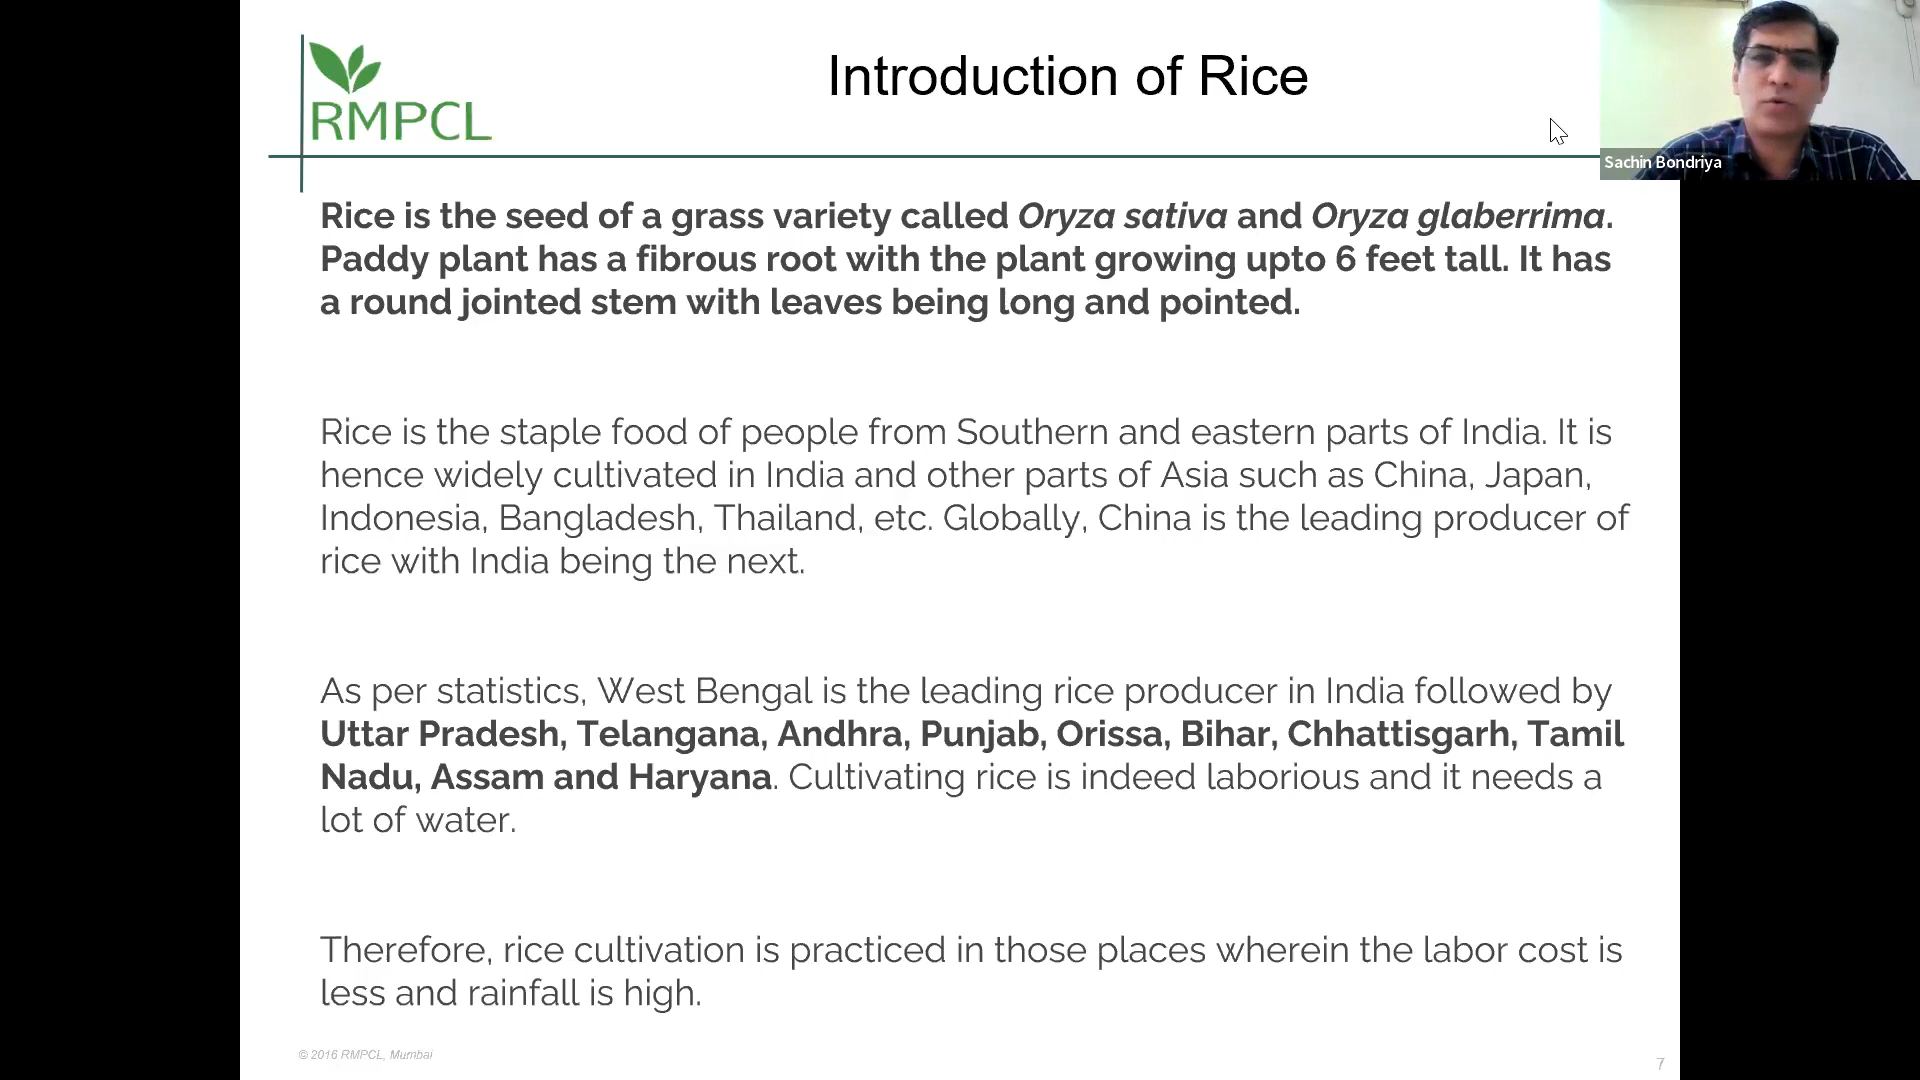 RMPCL
Introduction of Rice
Sachin Bondriya
Rice is the seed of a grass variety called Oryza sativa and Oryza glaberrima.
Paddy plant has a fibrous root with the plant growing upto 6 feet tall. It has
a round jointed stem with leaves being long and pointed.
Rice is the staple food of people from Southern and eastern parts of India. It is
hence widely cultivated in India and other parts of Asia such as China, Japan,
Indonesia, Bangladesh, Thailand, etc. Globally, China is the leading producer of
rice with India being the next.
As per statistics, West Bengal is the leading rice producer in India followed by
Uttar Pradesh, Telangana, Andhra, Punjab, Orissa, Bihar, Chhattisgarh, Tamil
Nadu, Assam and Haryana. Cultivating rice is indeed laborious and it needs a
lot of water.
Therefore, rice cultivation is practiced in those places wherein the labor cost is
less and rainfall is high.
© 2016 RMPCL, Mumbai
7